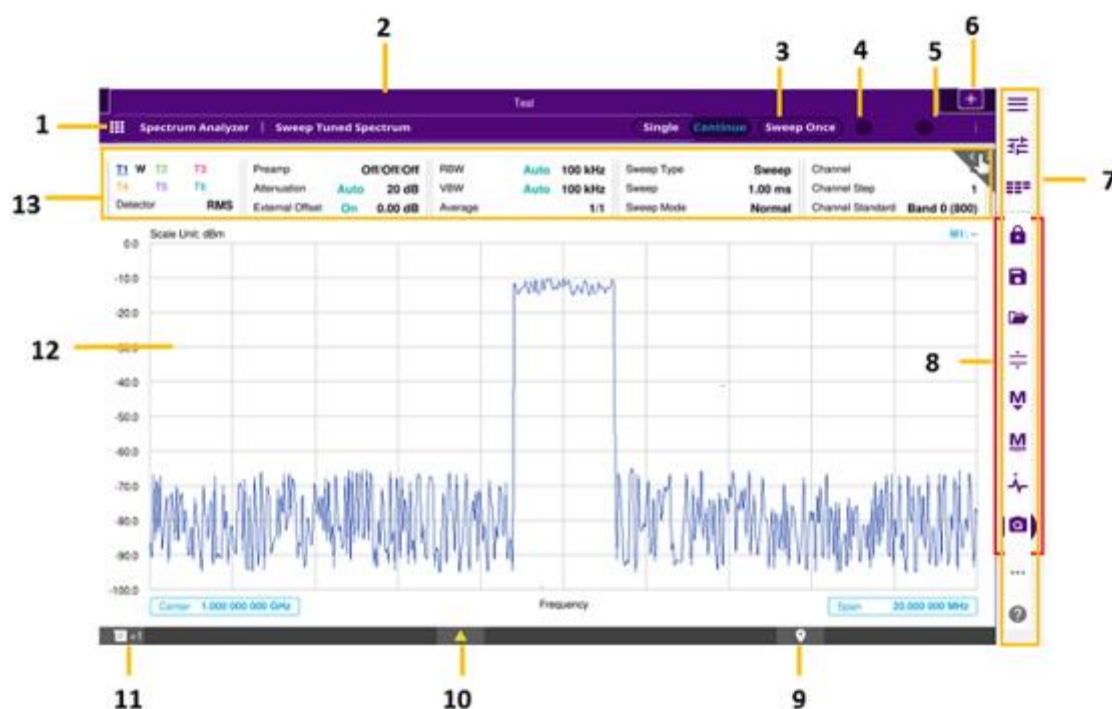 2
3
4
5
6
Test
1
Spectrum Analyzer | Sweep Tuned Spectrum
Single Continue Sweep Once
7
13
T1 W T2 T3
T4 T5 T6
Detector RMS
Preamp Off/Off/Off
Attenuation Auto 20 dB
External Offset On 0.00 dB
RBW Auto 100 kHz
VBW Auto 100 kHz
Average 1/1
Sweep Type Sweep
Sweep 1.00 ms
Sweep Mode Normal
Channel
Channel Step 1
Channel Standard Band 0 (800)
Scale Unit: dBm
M1: --
0.0
-10.0
-20.0
12
-30.0
-40.0
-50.0
-60.0
-70.0
-80.0
-90.0
-100.0
8
M
M
Center 1.000 000 000 GHz
Frequency
Span 20.000 000 MHz
...
?
+1
11
10
9